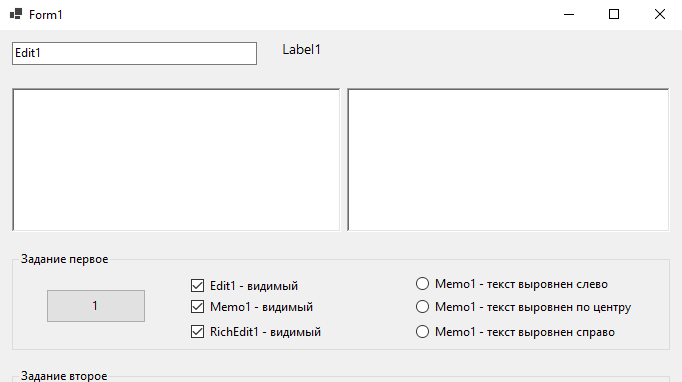 Form1
Edit1
Label1
Задание первое
1
Edit1 - видимый
Memo1 - видимый
RichEdit1 - видимый
Memo1 - текст выровнен слево
Memo1 - текст выровнен по центру
Memo1 - текст выровнен справо
Задание второе